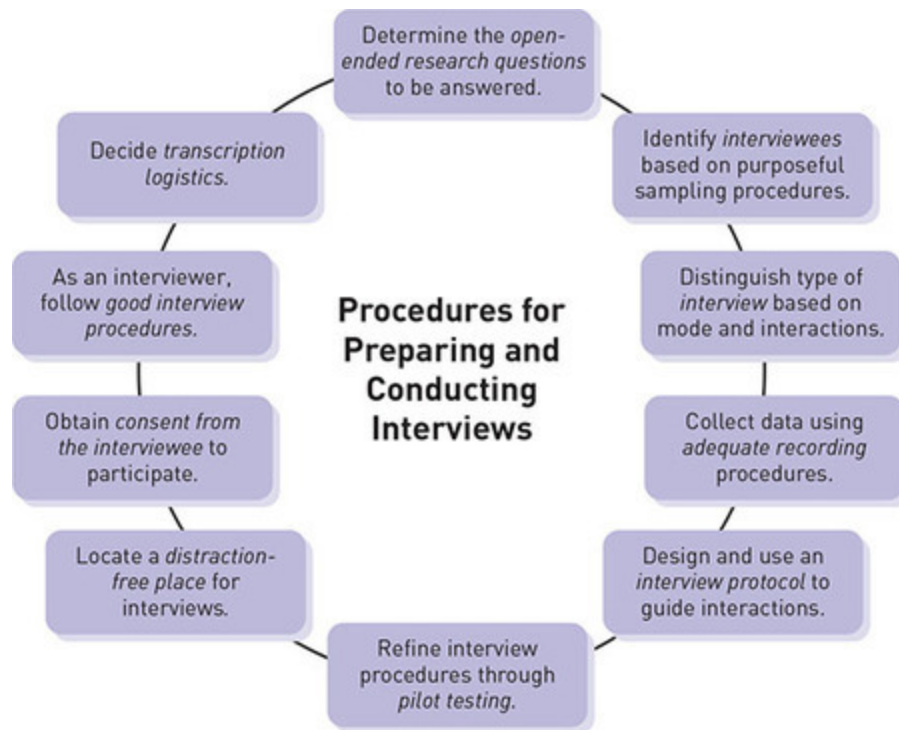 Determine the open-
ended research questions
to be answered.
Identify interviewees
based on purposeful
sampling procedures.
Distinguish type of
interview based on
mode and interactions.
Collect data using
adequate recording
procedures.
Design and use an
interview protocol to
guide interactions.
Refine interview
procedures through
pilot testing.
Locate a distraction-
free place for
interviews.
Obtain consent from
the interviewee to
participate.
As an interviewer,
follow good interview
procedures.
Decide transcription
logistics.
Procedures for
Preparing and
Conducting
Interviews